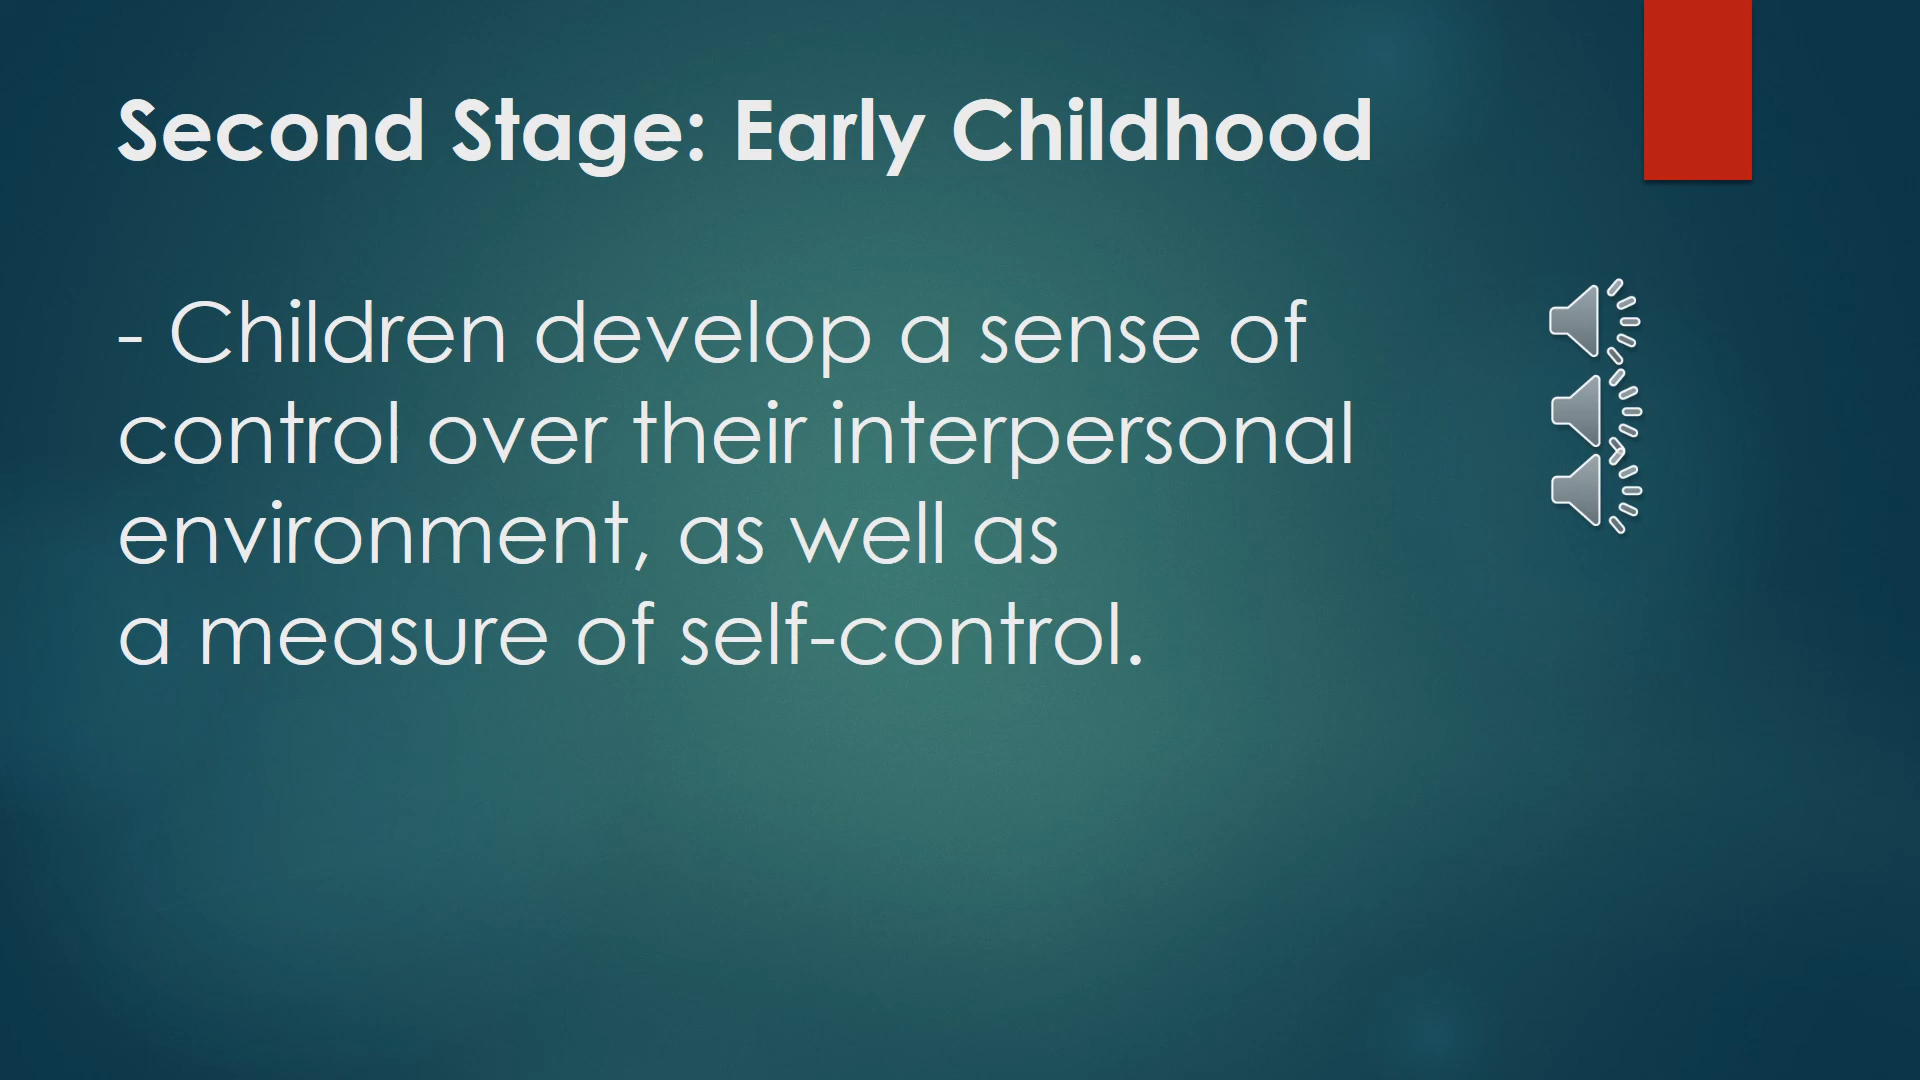 Second Stage: Early Childhood
- Children develop a sense of
control over their interpersonal
environment, as well as
a measure of self-control.